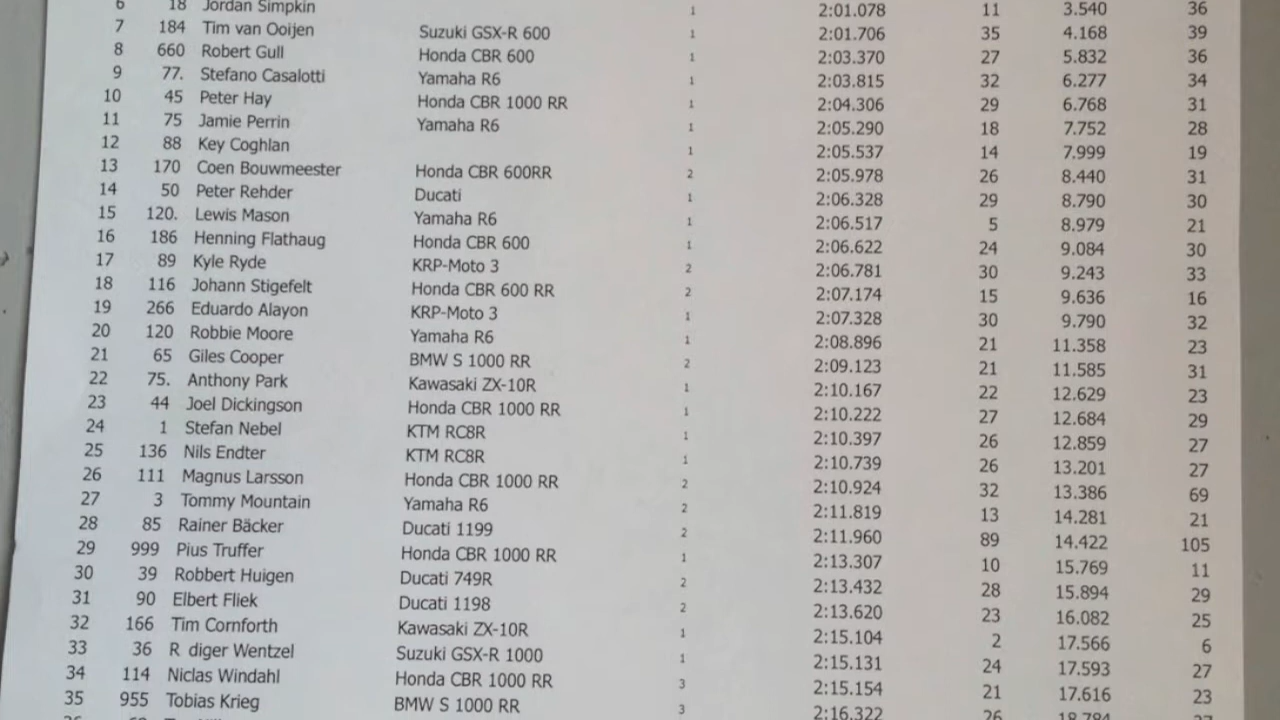 6 18 Jordan Simpkin 1 2:01.078 11 3.540 36
7 184 Tim van Ooijen Suzuki GSX-R 600 1 2:01.706 35 4.168 39
8 660 Robert Gull Honda CBR 600 1 2:03.370 27 5.832 36
9 77. Stefano Casalotti Yamaha R6 1 2:03.815 32 6.277 34
10 45 Peter Hay Honda CBR 1000 RR 1 2:04.306 29 6.768 31
11 75 Jamie Perrin Yamaha R6 1 2:05.290 18 7.752 28
12 88 Key Coghlan 1 2:05.537 14 7.999 19
13 170 Coen Bouwmeester Honda CBR 600RR 2 2:05.978 26 8.440 31
14 50 Peter Rehder Ducati 1 2:06.328 29 8.790 30
15 120. Lewis Mason Yamaha R6 1 2:06.517 5 8.979 21
16 186 Henning Flathaug Honda CBR 600 1 2:06.622 24 9.084 30
17 89 Kyle Ryde KRP-Moto 3 2 2:06.781 30 9.243 33
18 116 Johann Stigefelt Honda CBR 600 RR 2 2:07.174 15 9.636 16
19 266 Eduardo Alayon KRP-Moto 3 1 2:07.328 30 9.790 32
20 120 Robbie Moore Yamaha R6 1 2:08.896 21 11.358 23
21 65 Giles Cooper BMW S 1000 RR 2 2:09.123 21 11.585 31
22 75. Anthony Park Kawasaki ZX-10R 1 2:10.167 22 12.629 23
23 44 Joel Dickingson Honda CBR 1000 RR 1 2:10.222 27 12.684 29
24 1 Stefan Nebel KTM RC8R 1 2:10.397 26 12.859 27
25 136 Nils Endter KTM RC8R 1 2:10.739 26 13.201 27
26 111 Magnus Larsson Honda CBR 1000 RR 2 2:10.924 32 13.386 69
27 3 Tommy Mountain Yamaha R6 2 2:11.819 13 14.281 21
28 85 Rainer Bäcker Ducati 1199 2 2:11.960 89 14.422 105
29 999 Pius Truffer Honda CBR 1000 RR 1 2:13.307 10 15.769 11
30 39 Robbert Huigen Ducati 749R 2 2:13.432 28 15.894 29
31 90 Elbert Fliek Ducati 1198 2 2:13.620 23 16.082 25
32 166 Tim Cornforth Kawasaki ZX-10R 1 2:15.104 2 17.566 6
33 36 R diger Wentzel Suzuki GSX-R 1000 1 2:15.131 24 17.593 27
34 114 Niclas Windahl Honda CBR 1000 RR 3 2:15.154 21 17.616 23
35 955 Tobias Krieg BMW S 1000 RR 3 2:16.322 26 18.784